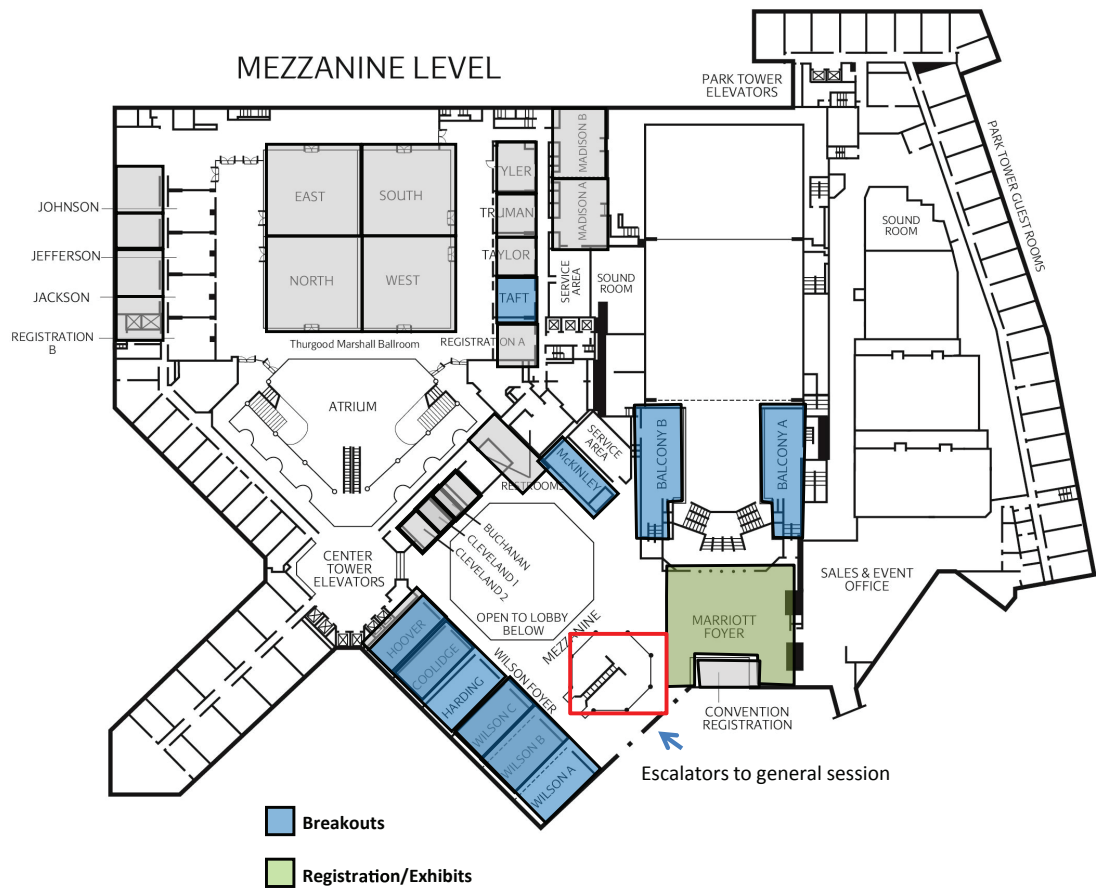 MEZZANINE LEVEL
PARK TOWER
ELEVATORS
PARK TOWER GUEST ROOMS
JOHNSON
JEFFERSON
JACKSON
REGISTRATION
B
EAST
SOUTH
NORTH
WEST
Thurgood Marshall Ballroom
TYLER
TRUMAN
TAYLOR
TAFT
REGISTRATION A
MADISON B
MADISON A
SERVICE
AREA
SOUND
ROOM
SOUND
ROOM
ATRIUM
RESTROOMS
McKINLEY
SERVICE
AREA
BALCONY B
BALCONY A
BUCHANAN
CLEVELAND 1
CLEVELAND 2
CENTER
TOWER
ELEVATORS
OPEN TO LOBBY
BELOW
MEZZANINE
SALES & EVENT
OFFICE
MARRIOTT
FOYER
CONVENTION
REGISTRATION
HOOVER
COOLIDGE
HARDING
WILSON FOYER
WILSON C
WILSON B
WILSON A
Escalators to general session
Breakouts
Registration/Exhibits